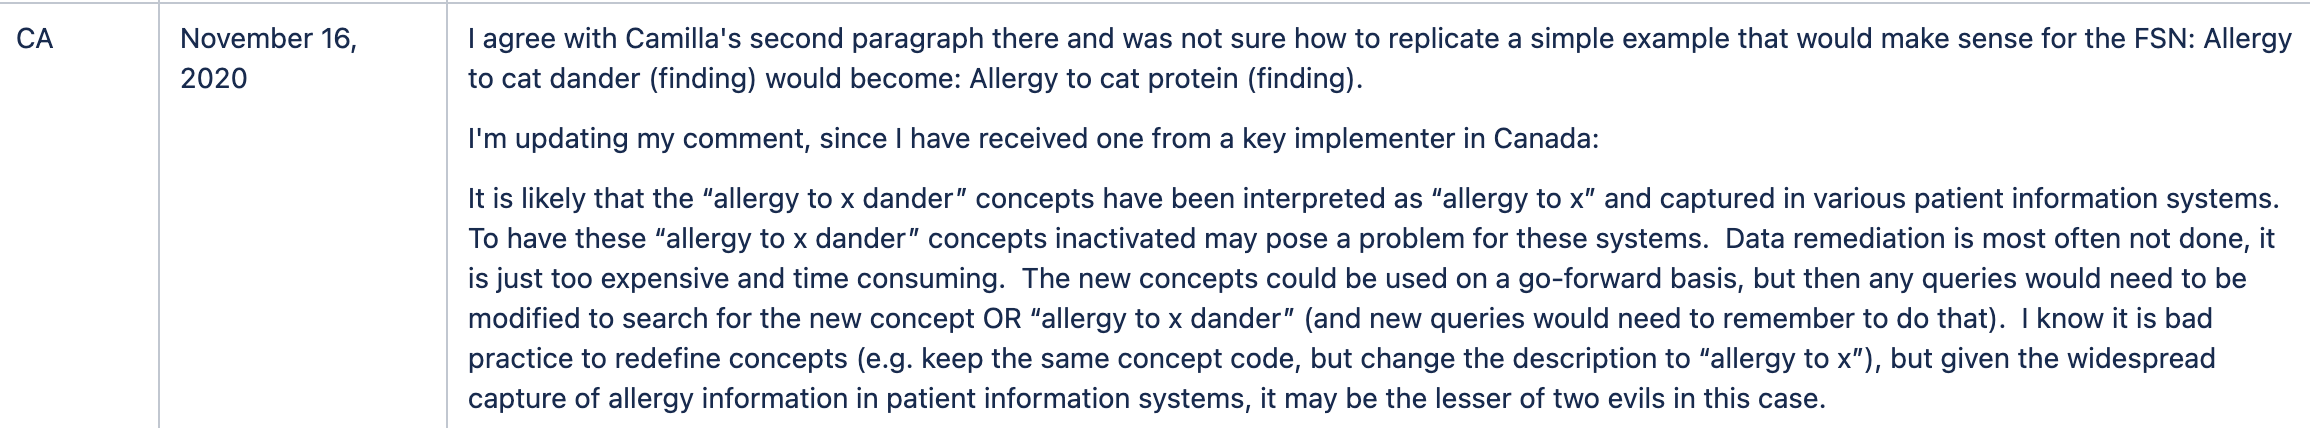 CA
November 16,
2020
I agree with Camilla's second paragraph there and was not sure how to replicate a simple example that would make sense for the FSN: Allergy
to cat dander (finding) would become: Allergy to cat protein (finding).
I'm updating my comment, since I have received one from a key implementer in Canada:
It is likely that the “allergy to x dander” concepts have been interpreted as “allergy to x” and captured in various patient information systems.
To have these “allergy to x dander” concepts inactivated may pose a problem for these systems.  Data remediation is most often not done, it
is just too expensive and time consuming.  The new concepts could be used on a go-forward basis, but then any queries would need to be
modified to search for the new concept OR “allergy to x dander” (and new queries would need to remember to do that).  I know it is bad
practice to redefine concepts (e.g. keep the same concept code, but change the description to “allergy to x”), but given the widespread
capture of allergy information in patient information systems, it may be the lesser of two evils in this case.